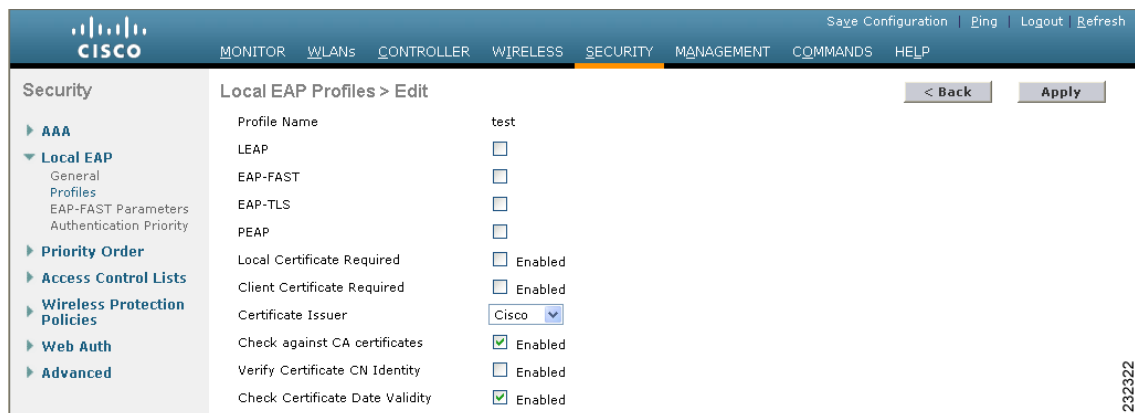 Save Configuration | Ping | Logout | Refresh
CISCO
MONITOR WLANs CONTROLLER WIRELESS SECURITY MANAGEMENT COMMANDS HELP
Security
AAA
Local EAP
General
Profiles
EAP-FAST Parameters
Authentication Priority
Priority Order
Access Control Lists
Wireless Protection
Policies
Web Auth
Advanced
Local EAP Profiles > Edit
< Back
Apply
Profile Name test
LEAP
EAP-FAST
EAP-TLS
PEAP
Local Certificate Required Enabled
Client Certificate Required Enabled
Certificate Issuer Cisco
Check against CA certificates Enabled
Verify Certificate CN Identity Enabled
Check Certificate Date Validity Enabled
232322